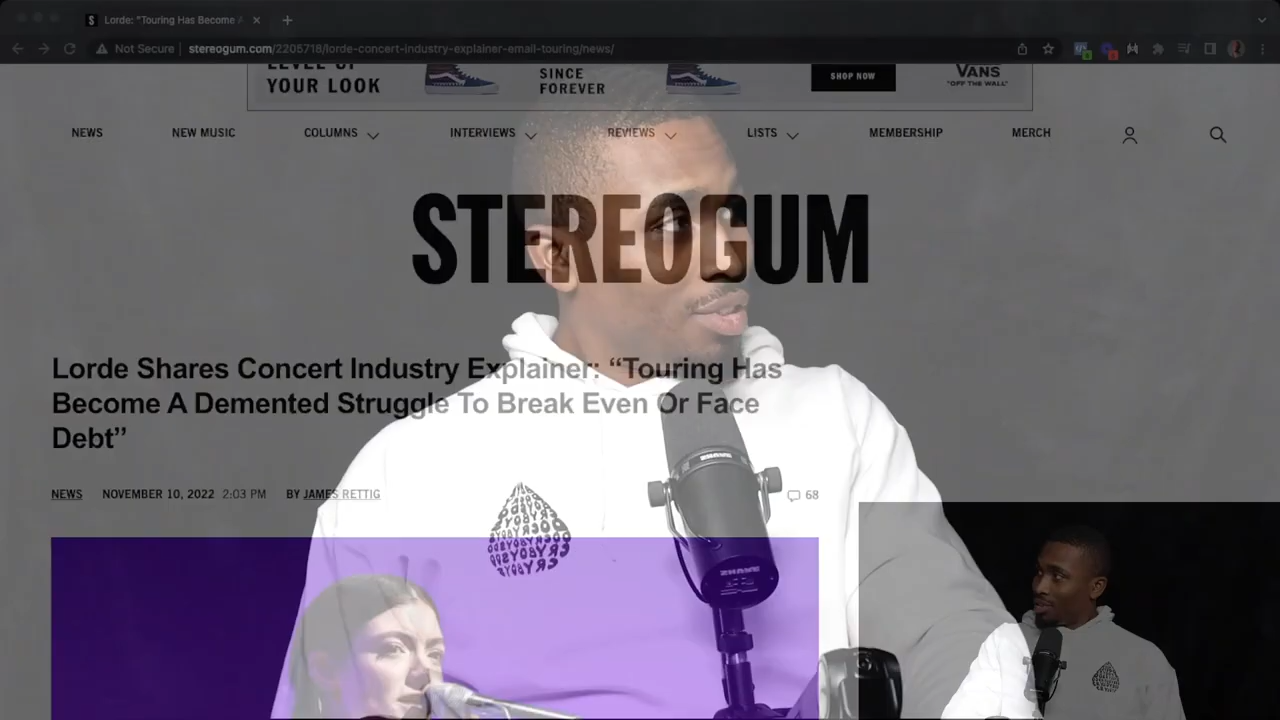 Lorde: "Touring Has Become A
Not Secure | stereogum.com/2205718/lorde-concert-industry-explainer-email-touring/news/
LEVEL UP
YOUR LOOK
SINCE
FOREVER
SHOP NOW
VANS
"OFF THE WALL"
NEWS NEW MUSIC COLUMNS INTERVIEWS REVIEWS LISTS MEMBERSHIP MERCH
STEREOGUM
Lorde Shares Concert Industry Explainer: “Touring Has
Become A Demented Struggle To Break Even Or Face
Debt”
NEWS NOVEMBER 10, 2022 2:03 PM BY JAMES RETTIG 68
SHURE